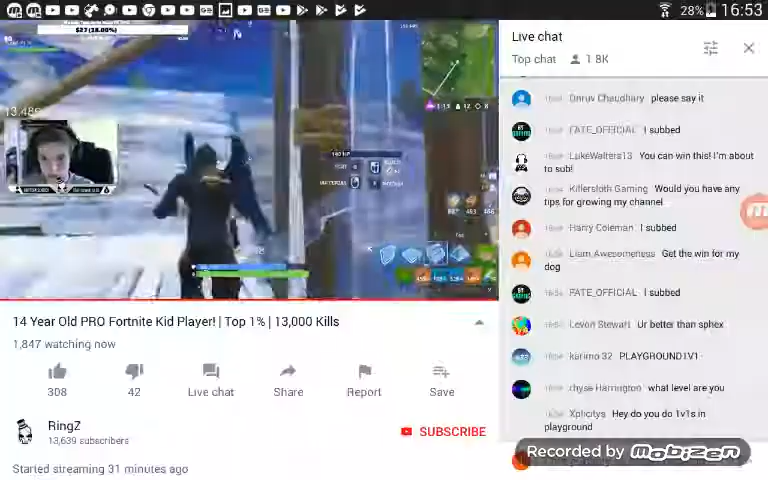 28% 16:53
$27 (18.00%)
13,486
Live chat
Top chat 1 8K
Dhruv Chaudhary please say it
FATE_OFFICIAL I subbed
LukeWalters13 You can win this! I'm about
to sub!
Killersloth Gaming Would you have any
tips for growing my channel
Harry Coleman I subbed
Liam Awesomeness Get the win for my
dog
FATE_OFFICIAL I subbed
Levon Stewart Ur better than sphex
karimo 32 PLAYGROUND1V1
rhyse Harrington what level are you
Xplicitys Hey do you do 1v1s in
playground
14 Year Old PRO Fortnite Kid Player! | Top 1% | 13,000 Kills
1,847 watching now
308 42 Live chat Share Report Save
RingZ
13,639 subscribers
SUBSCRIBE
Started streaming 31 minutes ago
Recorded by mobizen